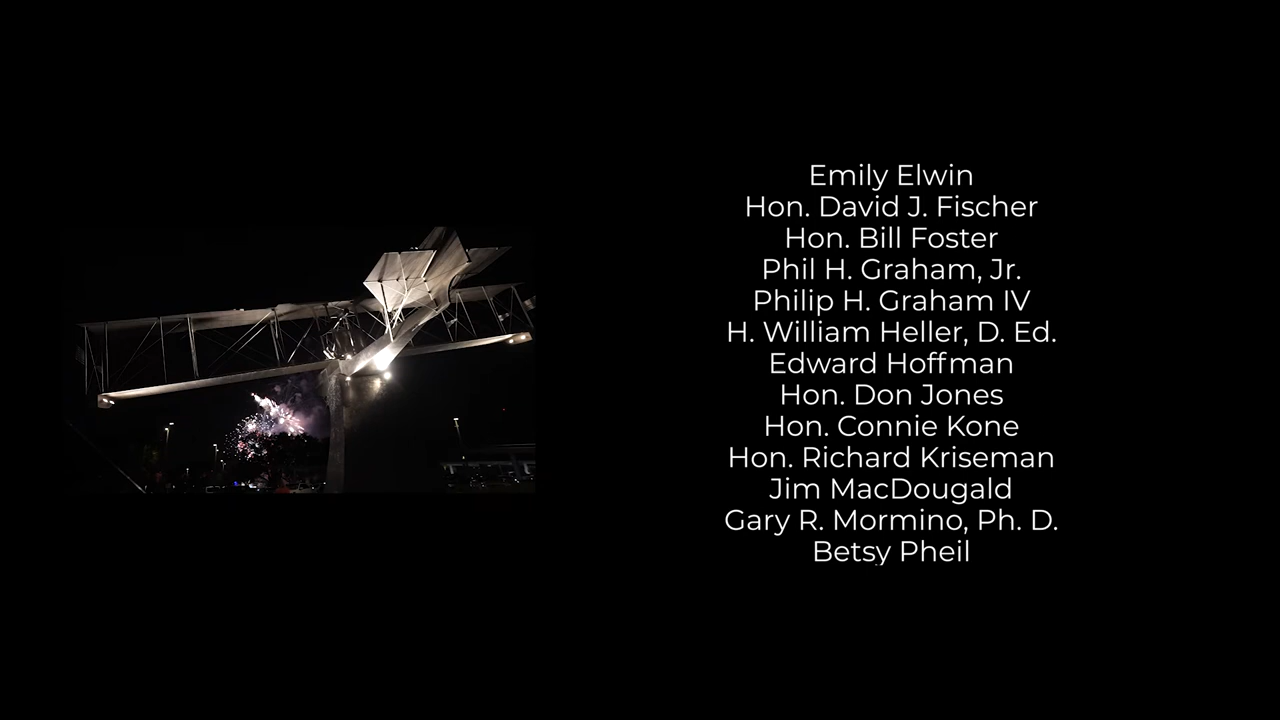 Emily Elwin
Hon. David J. Fischer
Hon. Bill Foster
Phil H. Graham, Jr.
Philip H. Graham IV
H. William Heller, D. Ed.
Edward Hoffman
Hon. Don Jones
Hon. Connie Kone
Hon. Richard Kriseman
Jim MacDougald
Gary R. Mormino, Ph. D.
Betsy Pheil